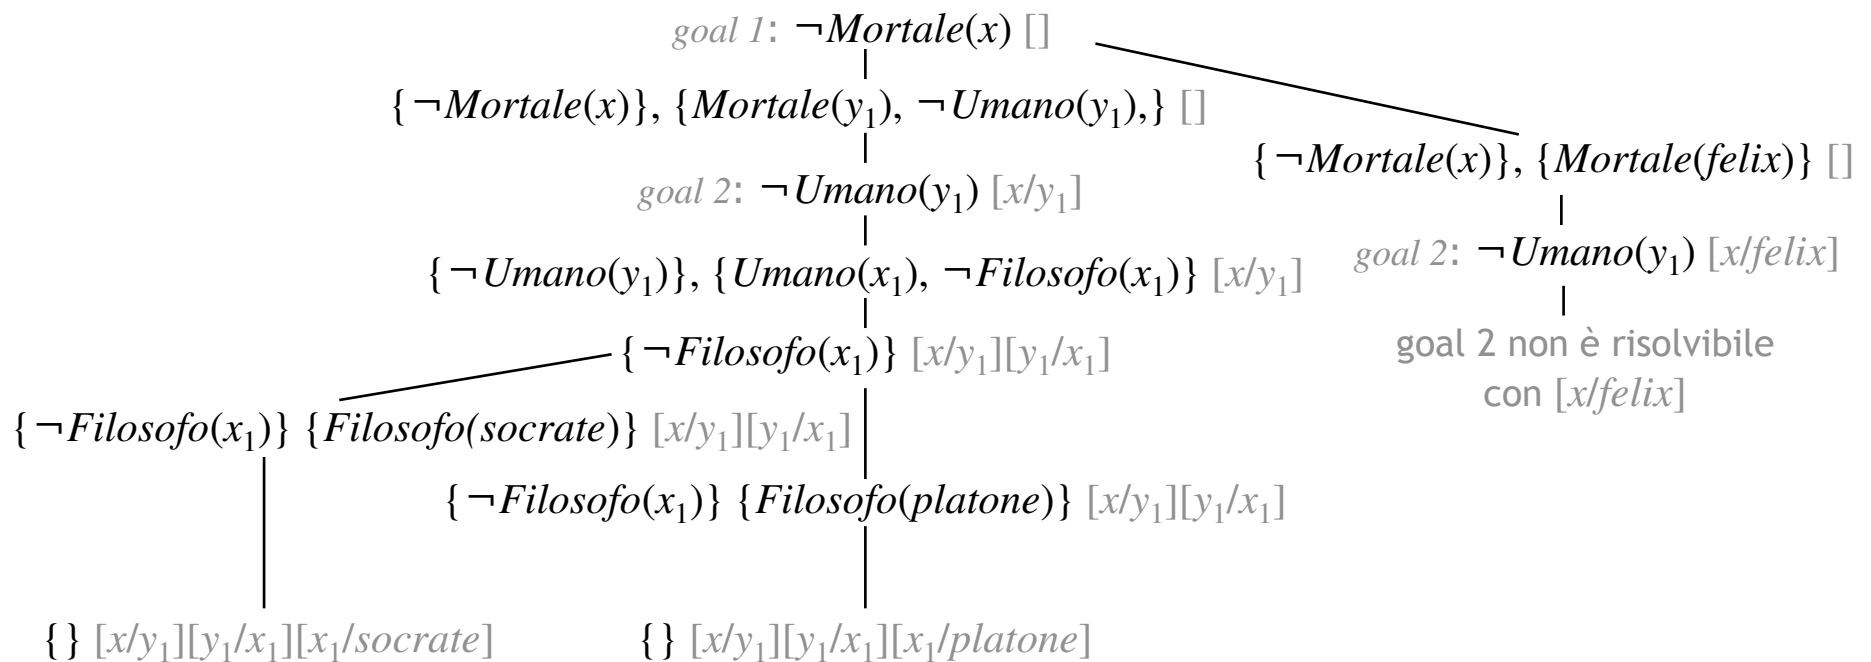 goal 1: ¬Mortale(x) []
{¬Mortale(x)}, {Mortale(y₁), ¬Umano(y₁),} []
{¬Mortale(x)}, {Mortale(felix)} []
goal 2: ¬Umano(y₁) [x/y₁]
goal 2: ¬Umano(y₁) [x/felix]
{¬Umano(y₁)}, {Umano(x₁), ¬Filosofo(x₁)} [x/y₁]
goal 2 non è risolvibile
con [x/felix]
{¬Filosofo(x₁)} [x/y₁][y₁/x₁]
{¬Filosofo(x₁)} {Filosofo(socrate)} [x/y₁][y₁/x₁]
{¬Filosofo(x₁)} {Filosofo(platone)} [x/y₁][y₁/x₁]
{} [x/y₁][y₁/x₁][x₁/socrate]
{} [x/y₁][y₁/x₁][x₁/platone]